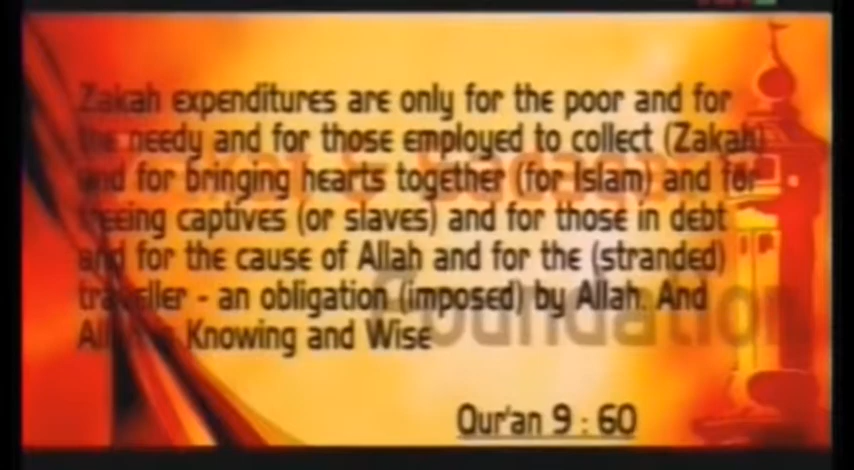 Zakah expenditures are only for the poor and for
the needy and for those employed to collect (Zakah)
and for bringing hearts together (for Islam) and for
freeing captives (or slaves) and for those in debt
and for the cause of Allah and for the (stranded)
traveller - an obligation (imposed) by Allah. And
Knowing and Wise
Foundation
Qur'an 9 : 60